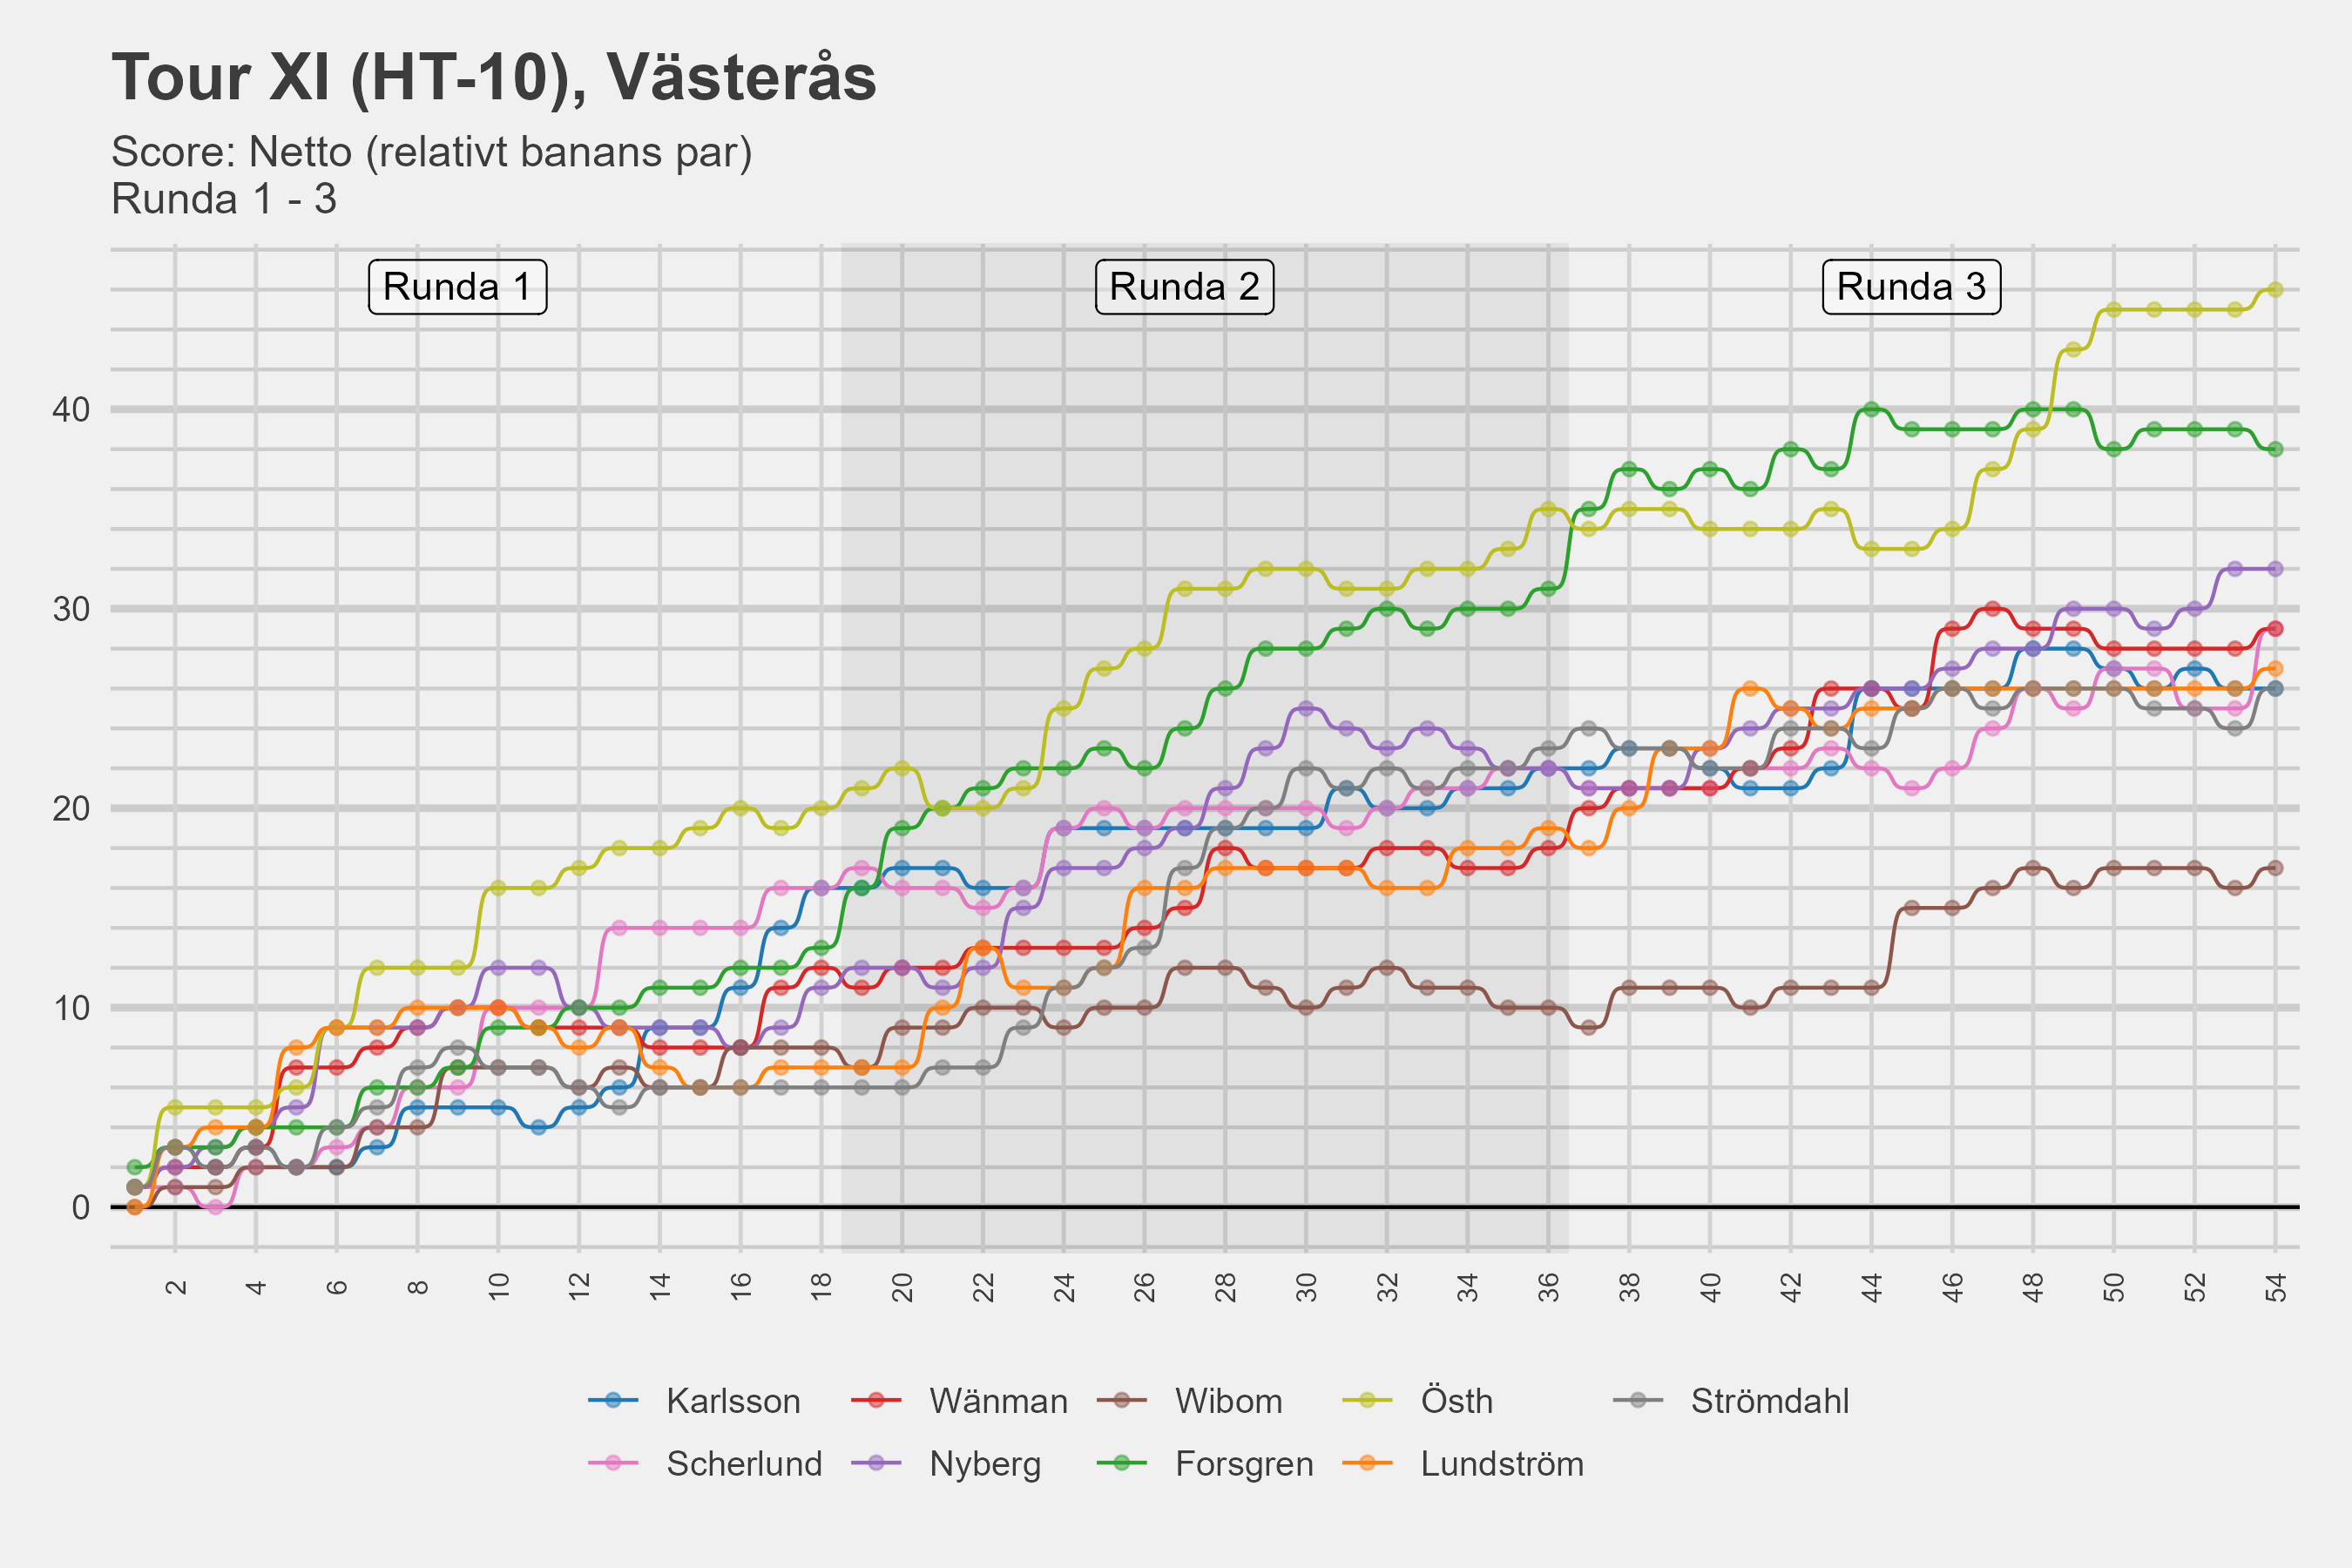 Tour XI (HT-10), Västerås
Score: Netto (relativt banans par)
Runda 1 - 3
Runda 1 Runda 2 Runda 3
40
30
20
10
0
2 4 6 8 10 12 14 16 18 20 22 24 26 28 30 32 34 36 38 40 42 44 46 48 50 52 54
Karlsson Wänman Wibom Östh Strömdahl
Scherlund Nyberg Forsgren Lundström